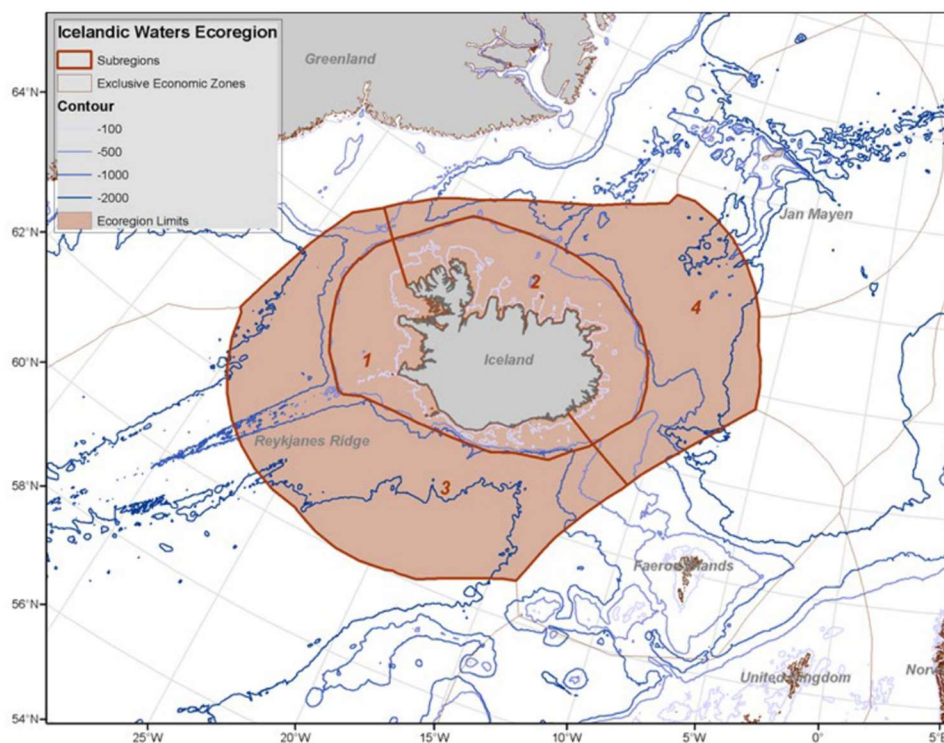 Icelandic Waters Ecoregion
Subregions
Exclusive Economic Zones
Contour
-100
-500
-1000
-2000
Ecoregion Limits
Greenland
Jan Mayen
Iceland
Reykjanes Ridge
Faeroe Islands
United Kingdom
Norw
1
2
3
4
64°N
62°N
60°N
58°N
56°N
54°N
25°W
20°W
15°W
10°W
5°W
0°
5°E